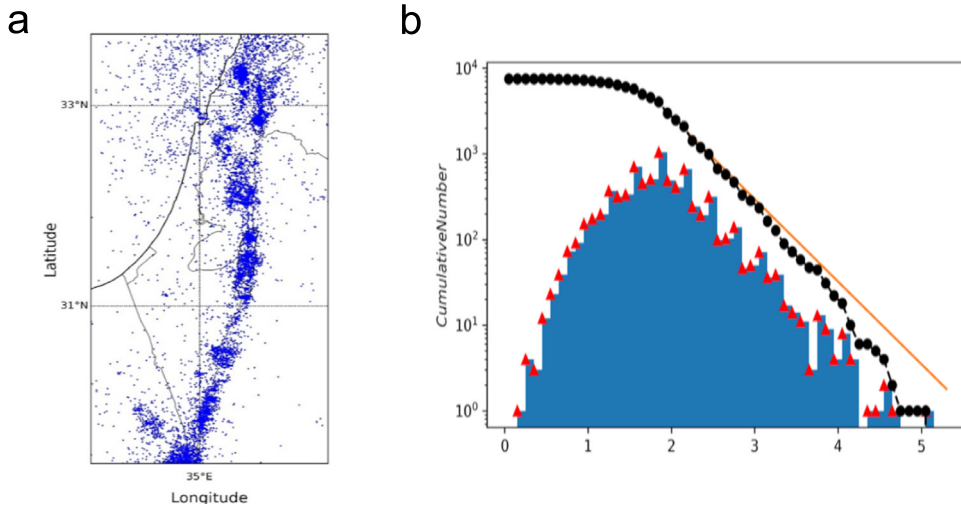 a
b
33°N
31°N
Latitude
35°E
Longitude
10⁴
10³
10²
10¹
10⁰
CumulativeNumber
0 1 2 3 4 5